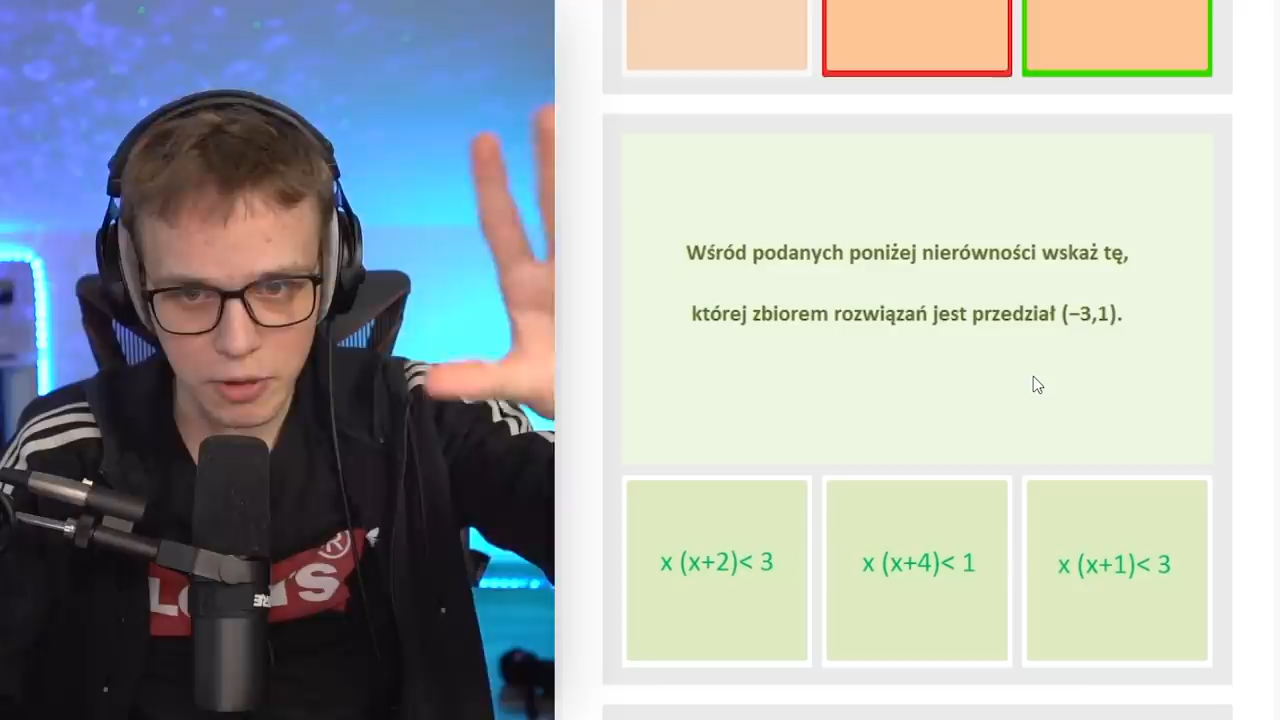 Wśród podanych poniżej nierówności wskaż tę,
której zbiorem rozwiązań jest przedział (−3,1).
x (x+2)< 3
x (x+4)< 1
x (x+1)< 3